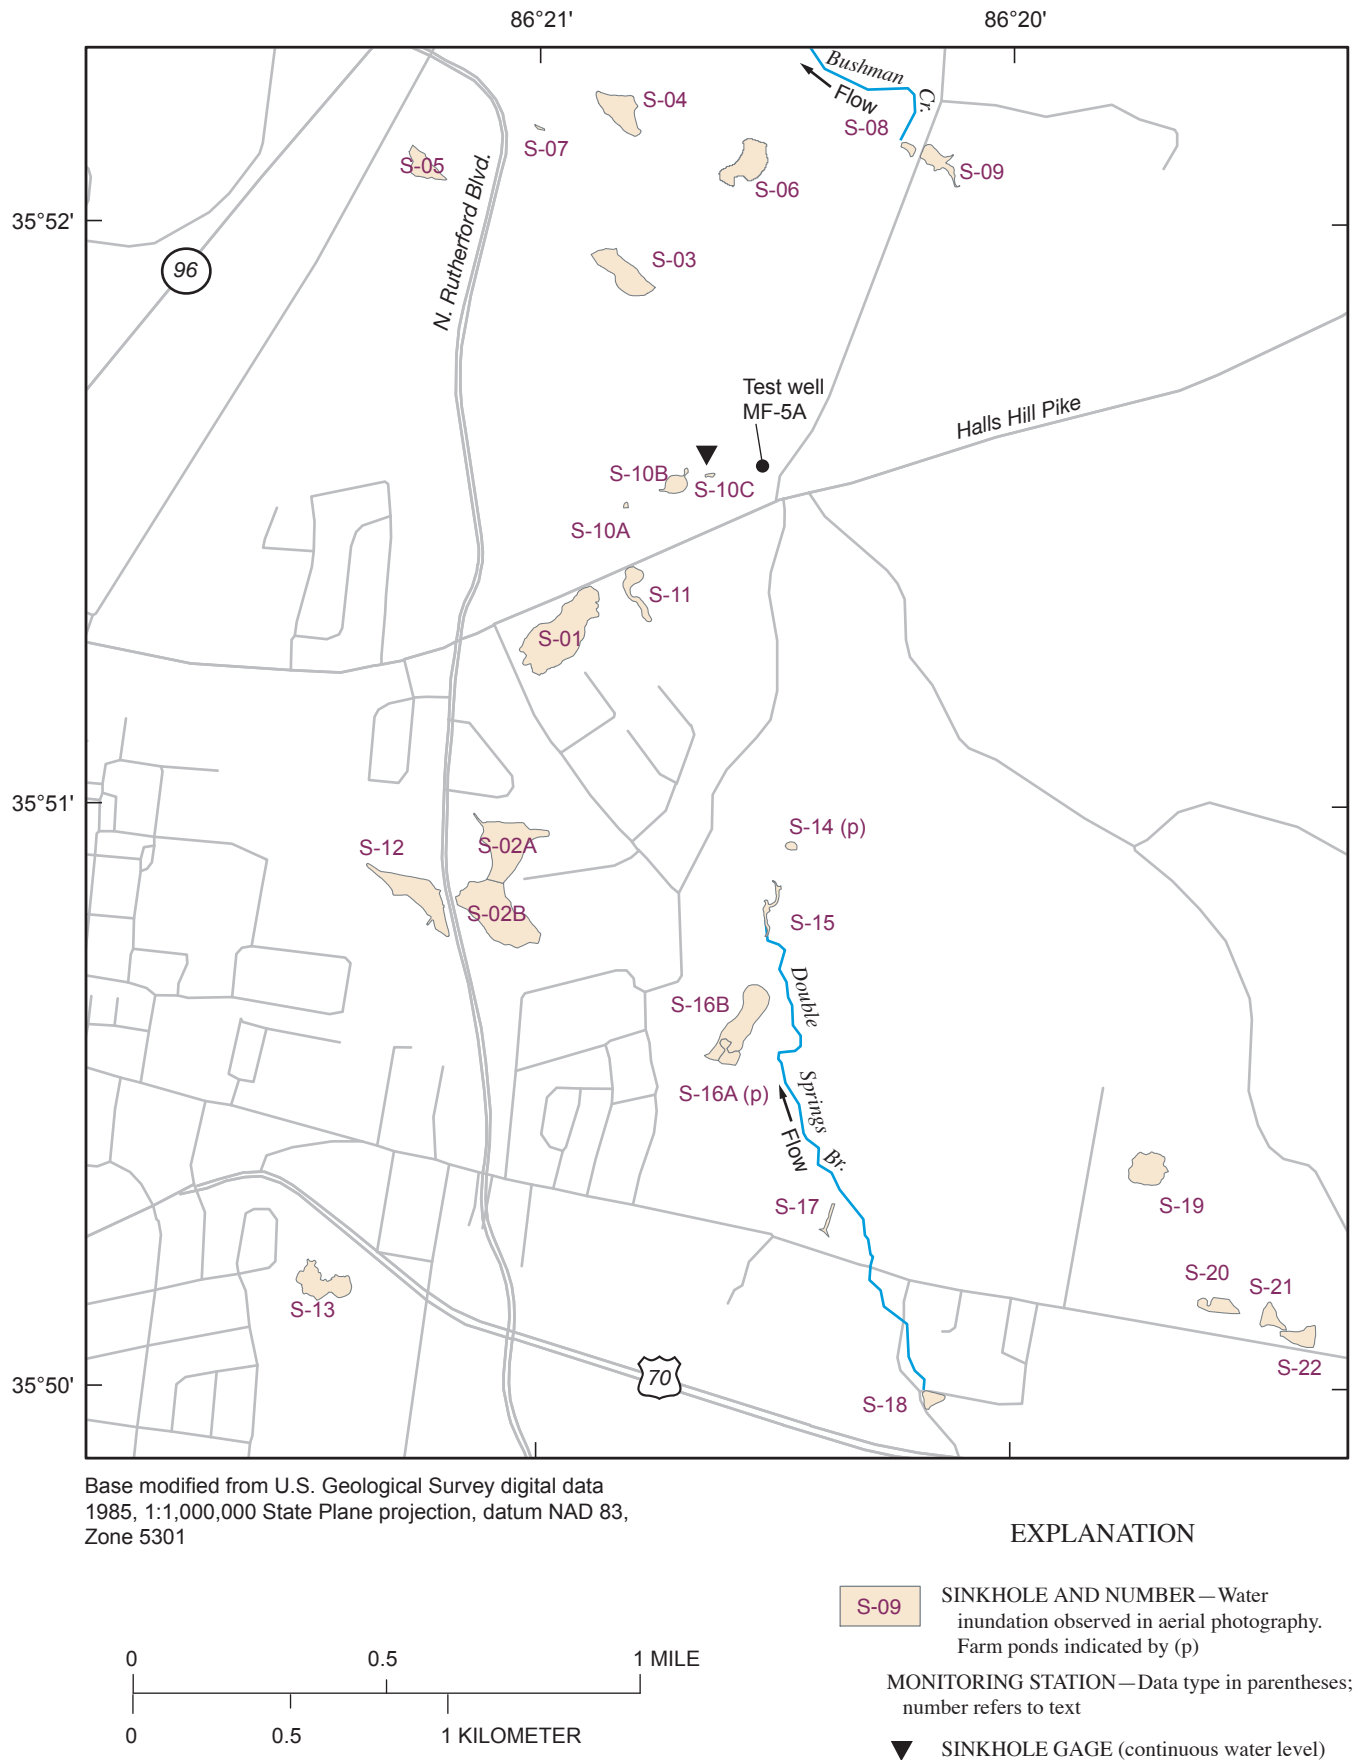 86°21'
86°20'
Bushman
Cr.
Flow
S-04
S-07
S-08
S-05
S-06
S-09
N. Rutherford Blvd.
35°52'
96
S-03
Test well
MF-5A
Halls Hill Pike
S-10B
S-10C
S-10A
S-11
S-01
35°51'
S-14 (p)
S-12
S-02A
S-02B
S-15
Double
Springs
Br.
Flow
S-16B
S-16A (p)
S-17
S-19
S-20
S-21
S-13
S-22
35°50'
70
S-18
Base modified from U.S. Geological Survey digital data
1985, 1:1,000,000 State Plane projection, datum NAD 83,
Zone 5301
EXPLANATION
S-09
SINKHOLE AND NUMBER—Water
inundation observed in aerial photography.
Farm ponds indicated by (p)
MONITORING STATION—Data type in parentheses;
number refers to text
SINKHOLE GAGE (continuous water level)
0 0.5 1 MILE
0 0.5 1 KILOMETER